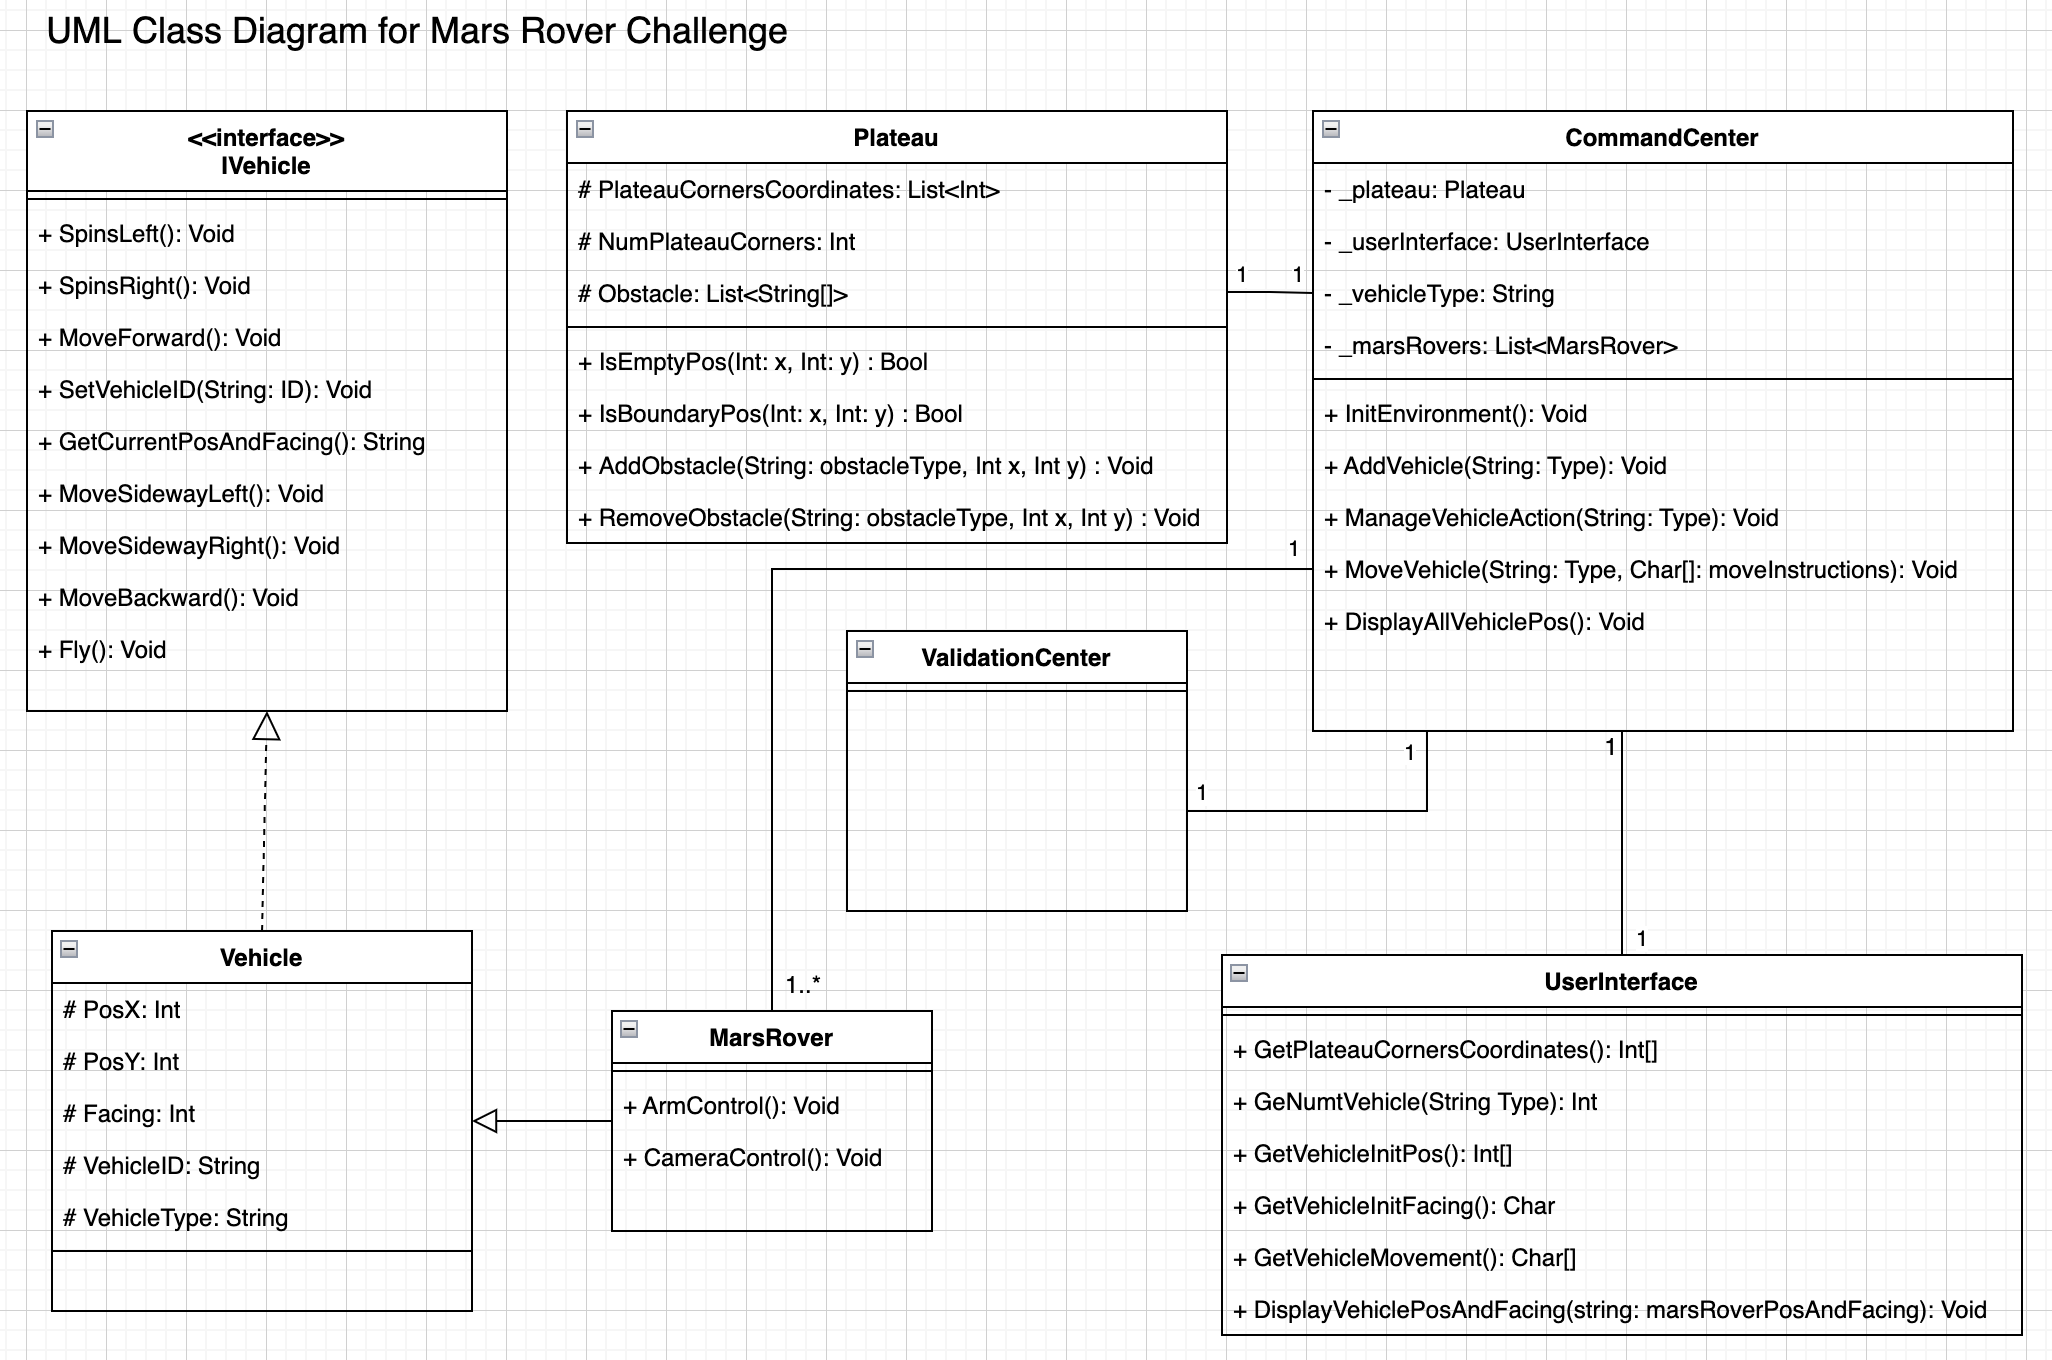 UML Class Diagram for Mars Rover Challenge
<<interface>>
IVehicle
+ SpinsLeft(): Void
+ SpinsRight(): Void
+ MoveForward(): Void
+ SetVehicleID(String: ID): Void
+ GetCurrentPosAndFacing(): String
+ MoveSidewayLeft(): Void
+ MoveSidewayRight(): Void
+ MoveBackward(): Void
+ Fly(): Void
Plateau
# PlateauCornersCoordinates: List<Int>
# NumPlateauCorners: Int
# Obstacle: List<String[]>
+ IsEmptyPos(Int: x, Int: y) : Bool
+ IsBoundaryPos(Int: x, Int: y) : Bool
+ AddObstacle(String: obstacleType, Int x, Int y) : Void
+ RemoveObstacle(String: obstacleType, Int x, Int y) : Void
1
1
CommandCenter
- _plateau: Plateau
- _userInterface: UserInterface
- _vehicleType: String
- _marsRovers: List<MarsRover>
+ InitEnvironment(): Void
+ AddVehicle(String: Type): Void
+ ManageVehicleAction(String: Type): Void
+ MoveVehicle(String: Type, Char[]: moveInstructions): Void
+ DisplayAllVehiclePos(): Void
1
ValidationCenter
1
1
1
1
1..*
Vehicle
# PosX: Int
# PosY: Int
# Facing: Int
# VehicleID: String
# VehicleType: String
MarsRover
+ ArmControl(): Void
+ CameraControl(): Void
UserInterface
+ GetPlateauCornersCoordinates(): Int[]
+ GeNumtVehicle(String Type): Int
+ GetVehicleInitPos(): Int[]
+ GetVehicleInitFacing(): Char
+ GetVehicleMovement(): Char[]
+ DisplayVehiclePosAndFacing(string: marsRoverPosAndFacing): Void